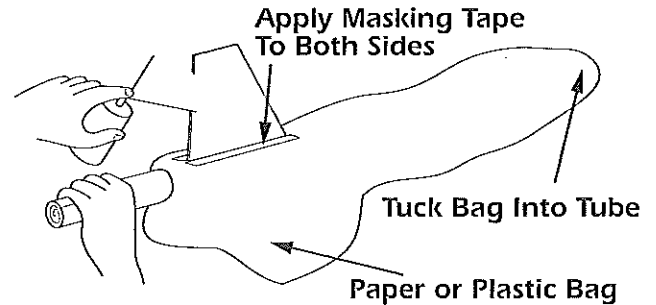 Apply Masking Tape
To Both Sides
Tuck Bag Into Tube
Paper or Plastic Bag